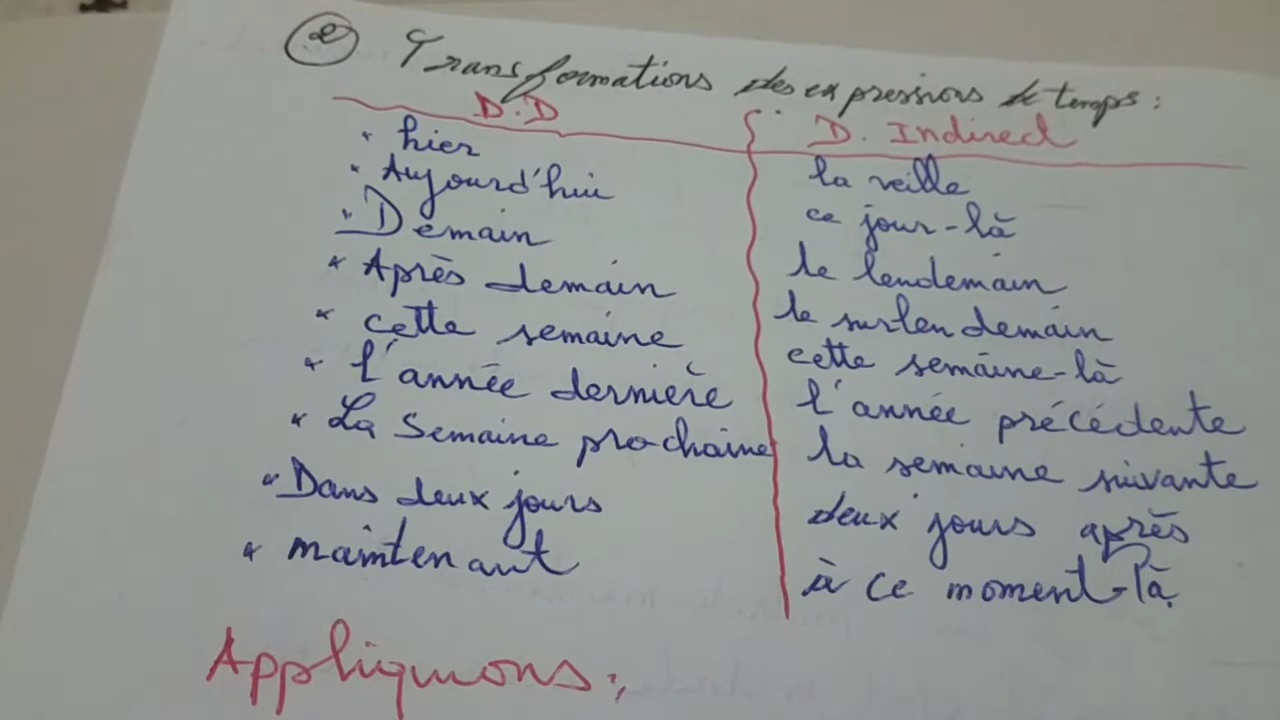 ② Transformations des expressions de temps :
D.D D. Indirect
* hier la veille
* Aujourd'hui ce jour-là
* Demain le lendemain
* Après demain le surlendemain
* cette semaine cette semaine-là
* l'année dernière l'année précédente
* La Semaine prochaine la semaine suivante
* Dans deux jours deux jours après
* maintenant à ce moment-là.
Appliquons :